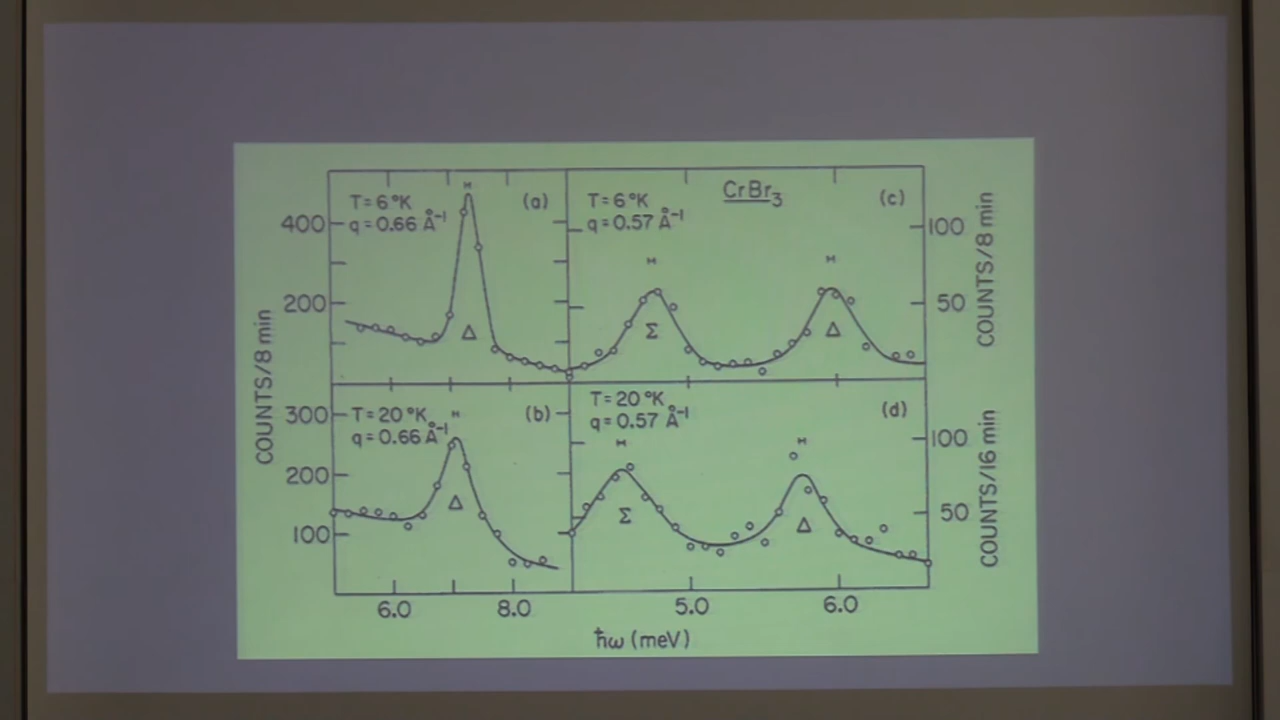 CrBr₃
T = 6 °K
q = 0.66 Å⁻¹
(a)
T = 6 °K
q = 0.57 Å⁻¹
(c)
400
200
100
50
COUNTS/8 min
COUNTS/8 min
T = 20 °K
q = 0.66 Å⁻¹
(b)
T = 20 °K
q = 0.57 Å⁻¹
(d)
300
200
100
100
50
COUNTS/16 min
Δ
Σ
Δ
Δ
Σ
Δ
6.0
8.0
5.0
6.0
ħω (meV)